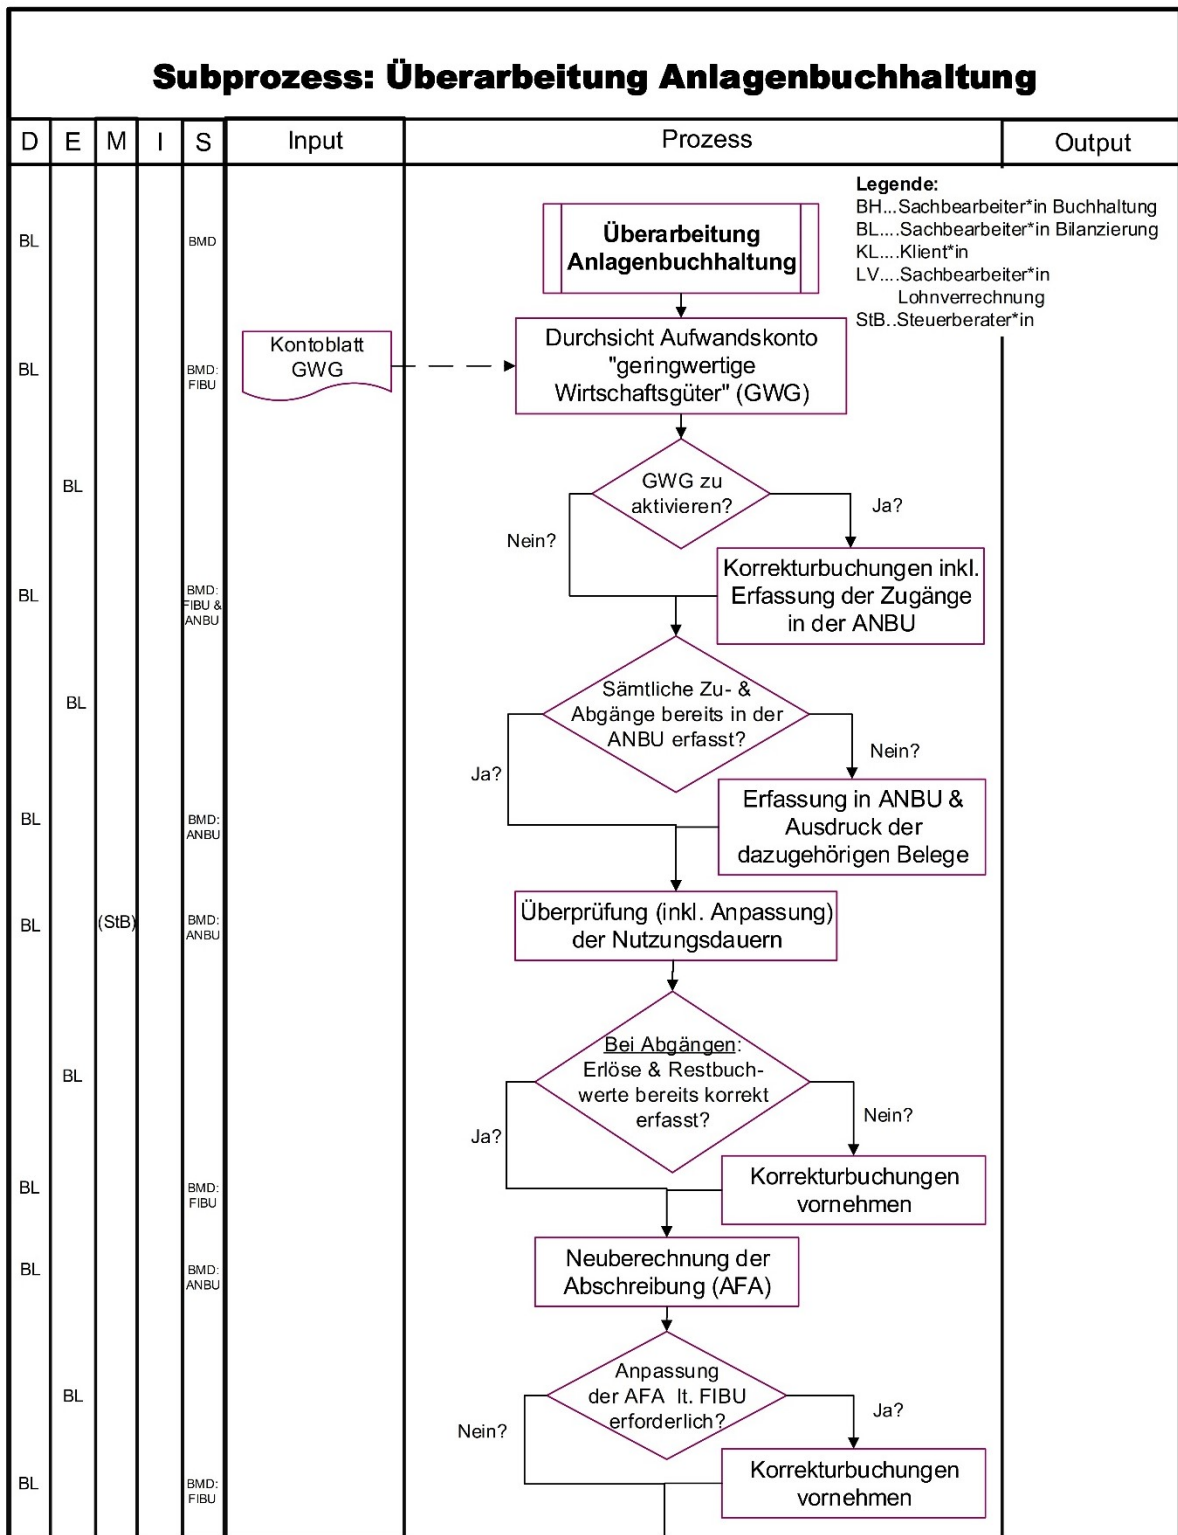 Subprozess: Überarbeitung Anlagenbuchhaltung
D E M I S Input Prozess Output
Legende:
BH...Sachbearbeiter*in Buchhaltung
BL....Sachbearbeiter*in Bilanzierung
KL....Klient*in
LV....Sachbearbeiter*in
Lohnverrechnung
StB..Steuerberater*in
BL
BMD
Überarbeitung
Anlagenbuchhaltung
BL
BMD:
FIBU
Kontoblatt
GWG
Durchsicht Aufwandskonto
"geringwertige
Wirtschaftsgüter" (GWG)
BL
GWG zu
aktivieren?
Ja?
Nein?
BL
BMD:
FIBU &
ANBU
Korrekturbuchungen inkl.
Erfassung der Zugänge
in der ANBU
BL
Sämtliche Zu- &
Abgänge bereits in der
ANBU erfasst?
Nein?
Ja?
BL
BMD:
ANBU
Erfassung in ANBU &
Ausdruck der
dazugehörigen Belege
BL
(StB)
BMD:
ANBU
Überprüfung (inkl. Anpassung)
der Nutzungsdauern
BL
Bei Abgängen:
Erlöse & Restbuch-
werte bereits korrekt
erfasst?
Nein?
Ja?
BL
BMD:
FIBU
Korrekturbuchungen
vornehmen
BL
BMD:
ANBU
Neuberechnung der
Abschreibung (AFA)
BL
Anpassung
der AFA lt. FIBU
erforderlich?
Ja?
Nein?
BL
BMD:
FIBU
Korrekturbuchungen
vornehmen